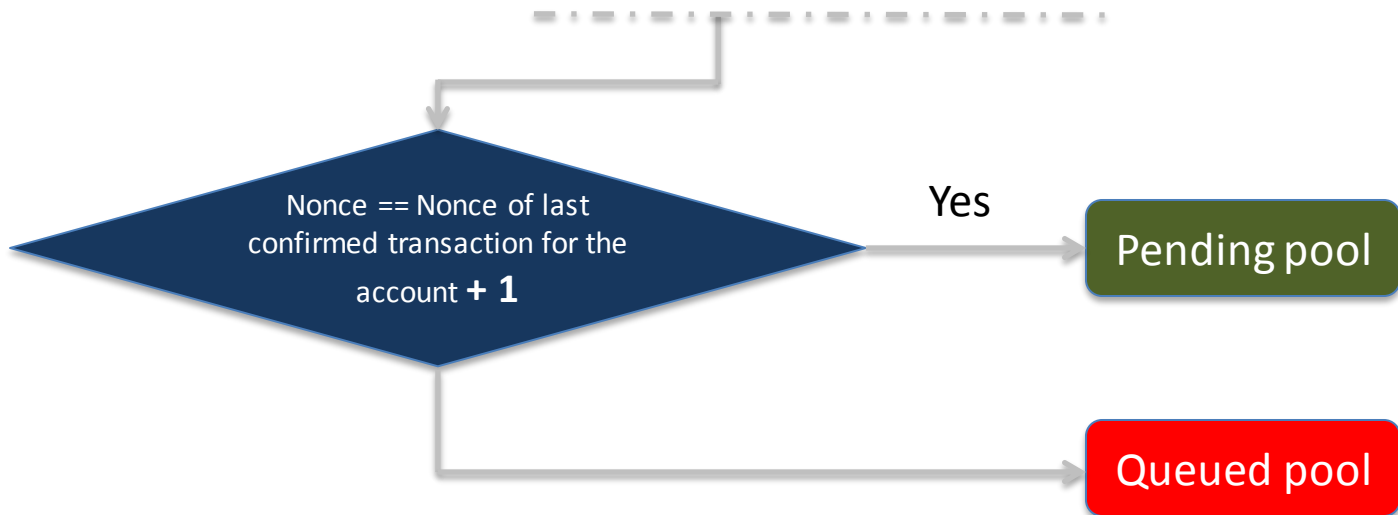 Nonce == Nonce of last
confirmed transaction for the
account + 1
Yes
Pending pool
Queued pool